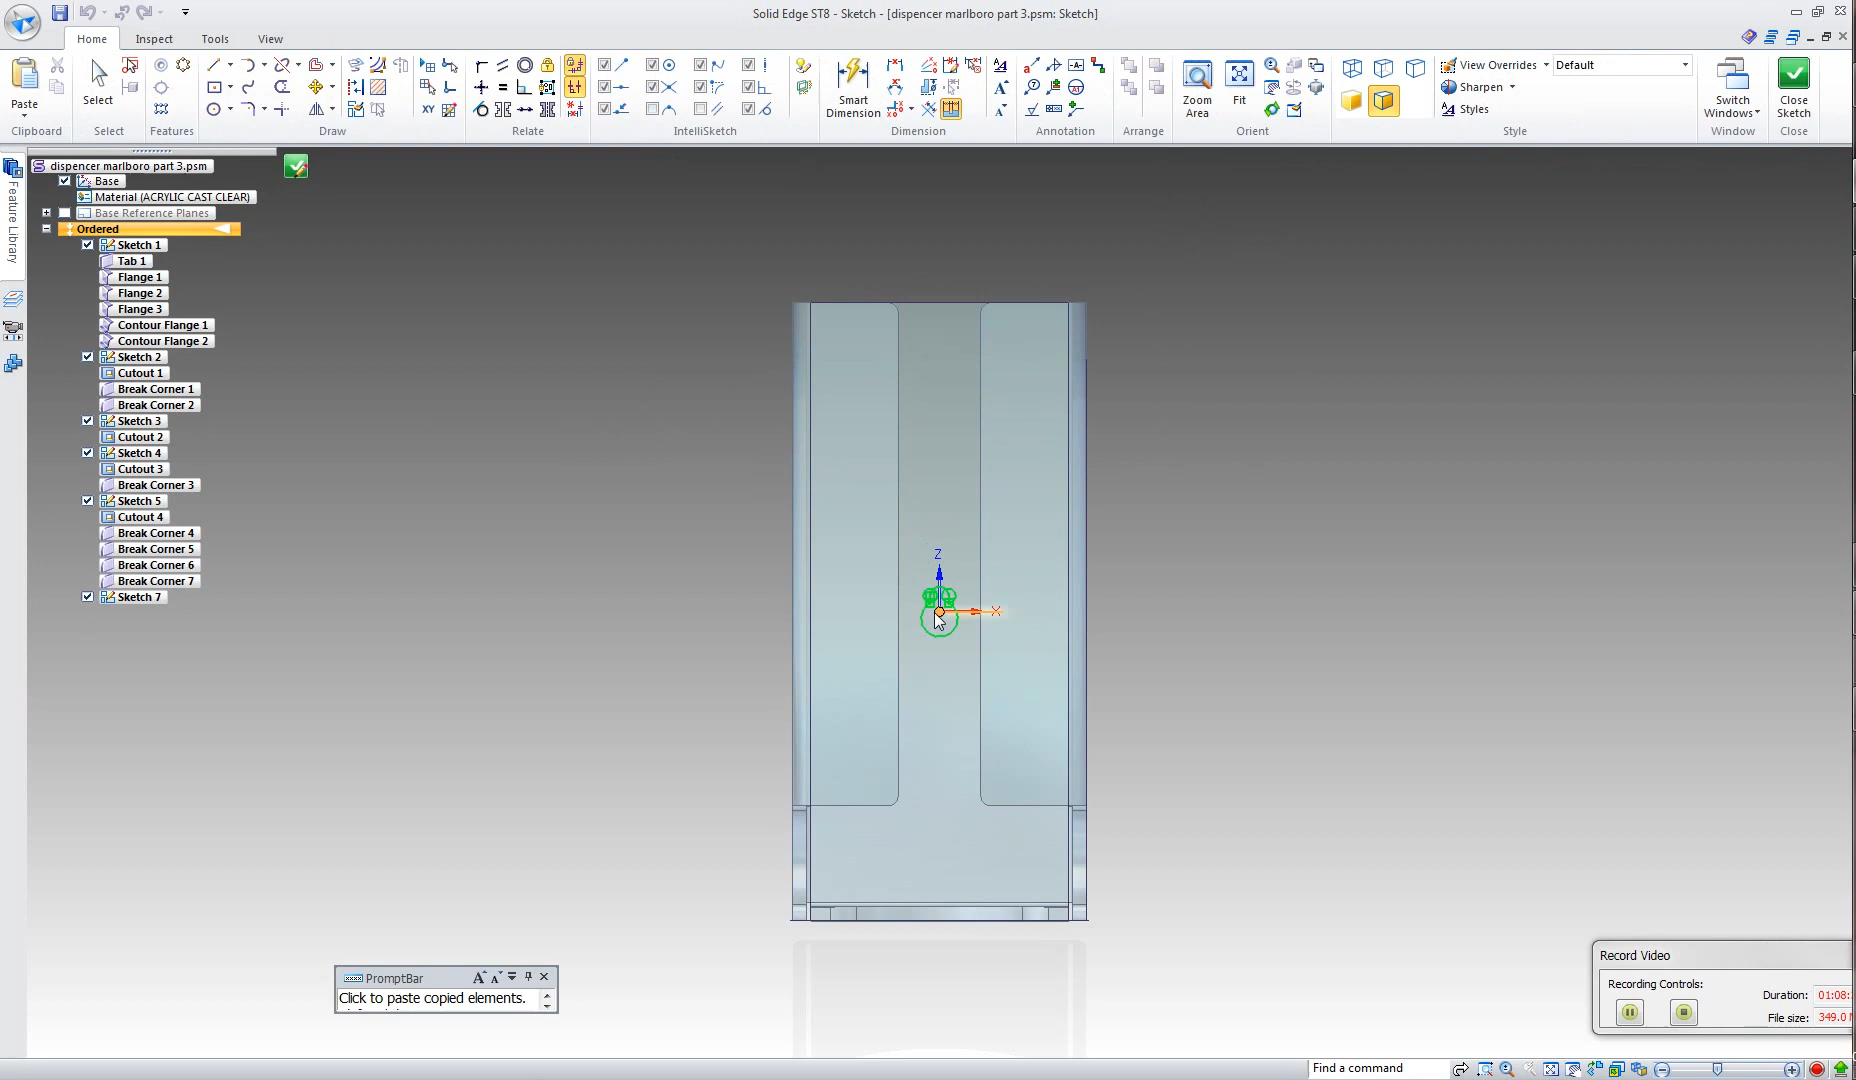 Solid Edge ST8 - Sketch - [dispencer marlboro part 3.psm: Sketch]
Home
Inspect
Tools
View
Paste
Clipboard
Select
Select
Features
Draw
Relate
IntelliSketch
Smart
Dimension
Dimension
Annotation
Arrange
Zoom
Area
Fit
Orient
View Overrides
Default
Sharpen
Styles
Style
Switch
Windows
Window
Close
Sketch
Close
Feature Library
dispencer marlboro part 3.psm
Base
Material (ACRYLIC CAST CLEAR)
Base Reference Planes
Ordered
Sketch 1
Tab 1
Flange 1
Flange 2
Flange 3
Contour Flange 1
Contour Flange 2
Sketch 2
Cutout 1
Break Corner 1
Break Corner 2
Sketch 3
Cutout 2
Sketch 4
Cutout 3
Break Corner 3
Sketch 5
Cutout 4
Break Corner 4
Break Corner 5
Break Corner 6
Break Corner 7
Sketch 7
Z
X
PromptBar
Click to paste copied elements.
Record Video
Recording Controls:
Duration: 01:08:
File size: 349.0
Find a command